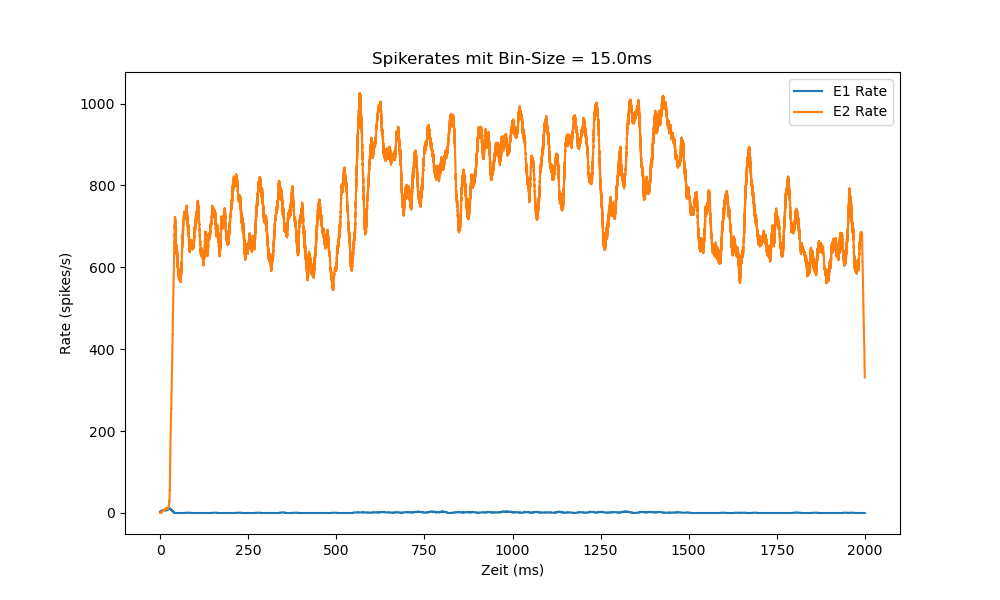 Spikerates mit Bin-Size = 15.0ms
E1 Rate
E2 Rate
Rate (spikes/s)
1000
800
600
400
200
0
0 250 500 750 1000 1250 1500 1750 2000
Zeit (ms)